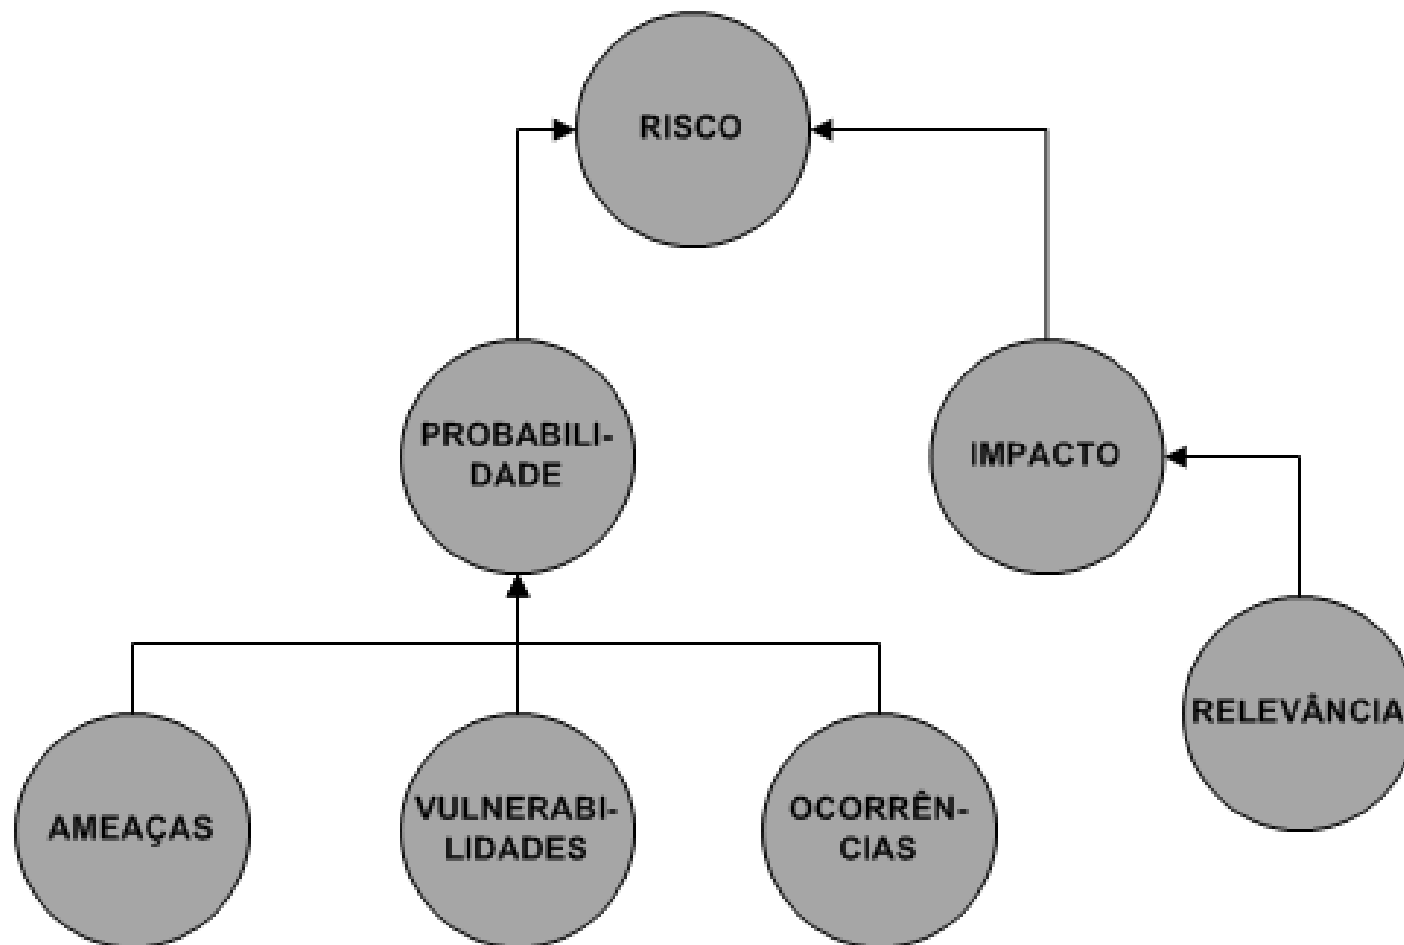 RISCO
PROBABILI-
DADE
IMPACTO
RELEVÂNCIA
AMEAÇAS
VULNERABI-
LIDADES
OCORRÊN-
CIAS